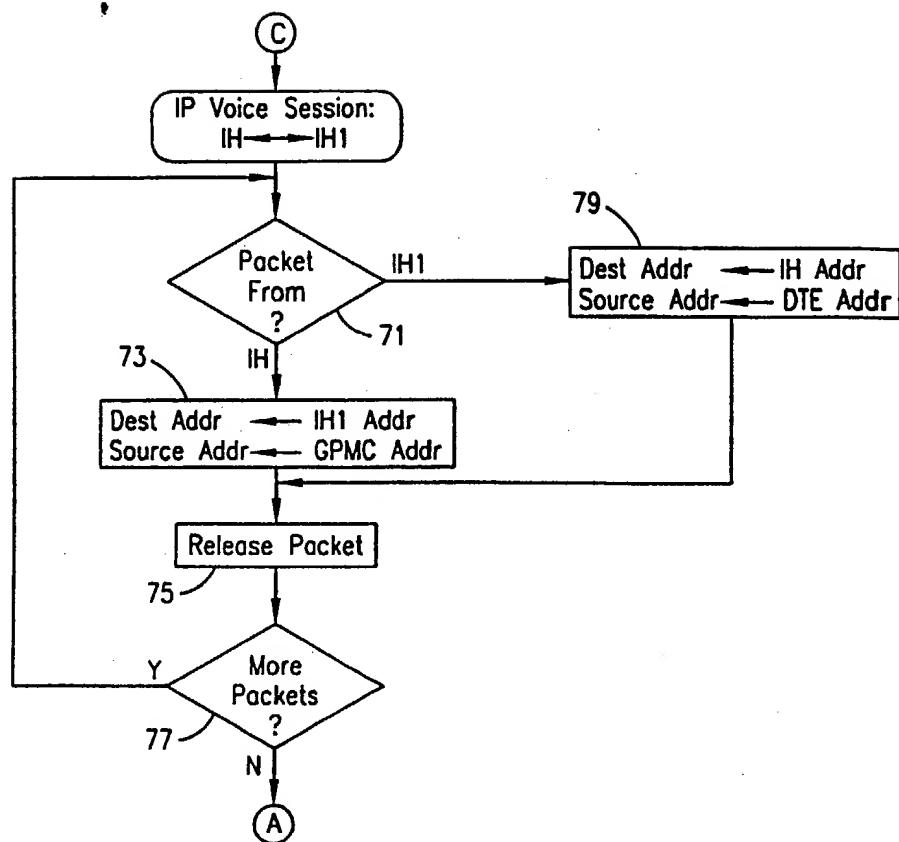 C
IP Voice Session:
IH ↔ IH1
79
Packet
From
?
IH1
71
IH
Dest Addr ← IH Addr
Source Addr ← DTE Addr
73
Dest Addr ← IH1 Addr
Source Addr ← GPMC Addr
Release Packet
75
Y
More
Packets
?
77
N
A